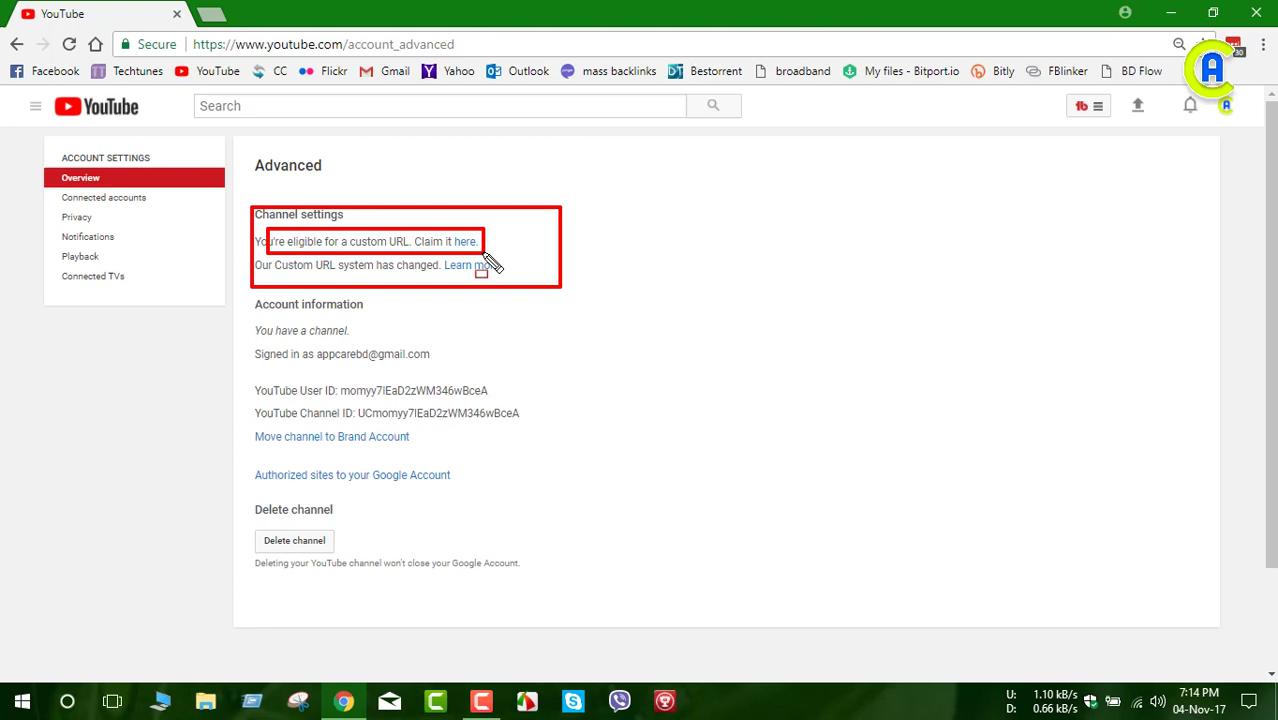 YouTube
Secure https://www.youtube.com/account_advanced
Facebook Techtunes YouTube CC Flickr Gmail Yahoo Outlook mass backlinks Bestorrent broadband My files - Bitport.io Bitly FBlinker BD Flow
30
A
YouTube
Search
tb
A
ACCOUNT SETTINGS
Overview
Connected accounts
Privacy
Notifications
Playback
Connected TVs
Advanced
Channel settings
You're eligible for a custom URL. Claim it here.
Our Custom URL system has changed. Learn
Account information
You have a channel.
Signed in as appcarebd@gmail.com
YouTube User ID: momyy7lEaD2zWM346wBceA
YouTube Channel ID: UCmomyy7lEaD2zWM346wBceA
Move channel to Brand Account
Authorized sites to your Google Account
Delete channel
Delete channel
Deleting your YouTube channel won't close your Google Account.
U: 1.10 kB/s
D: 0.66 kB/s
7:14 PM
04-Nov-17